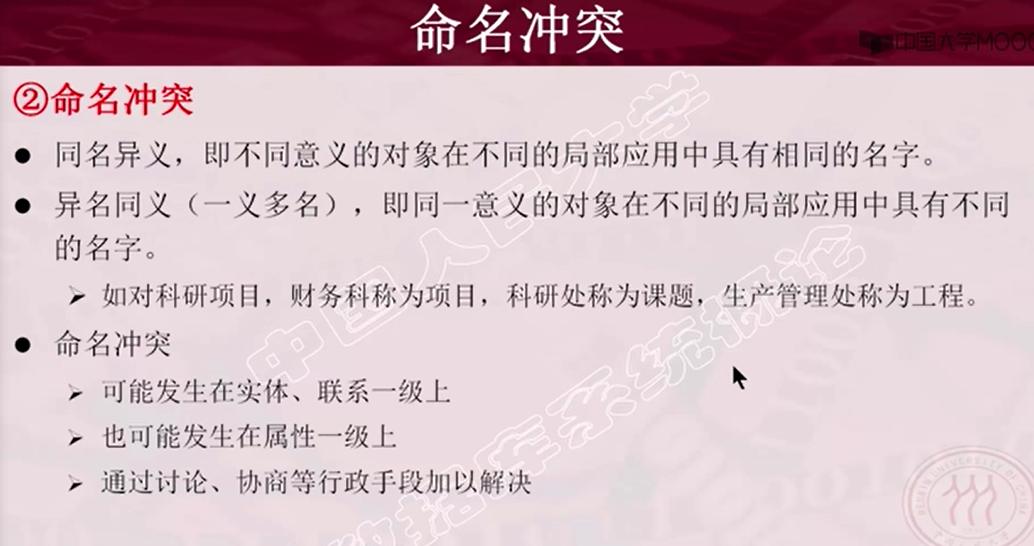 命名冲突
中国大学MOOC
②命名冲突
● 同名异义，即不同意义的对象在不同的局部应用中具有相同的名字。
● 异名同义（一义多名），即同一意义的对象在不同的局部应用中具有不同
的名字。
➢ 如对科研项目，财务科称为项目，科研处称为课题，生产管理处称为工程。
● 命名冲突
➢ 可能发生在实体、联系一级上
➢ 也可能发生在属性一级上
➢ 通过讨论、协商等行政手段加以解决
中国人民大学
数据库系统概论